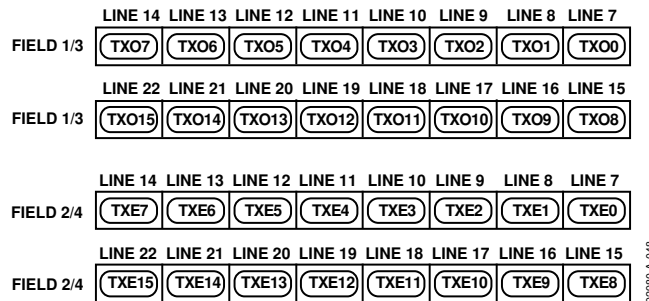 LINE 14 LINE 13 LINE 12 LINE 11 LINE 10 LINE 9 LINE 8 LINE 7
FIELD 1/3 TXO7 TXO6 TXO5 TXO4 TXO3 TXO2 TXO1 TXO0
LINE 22 LINE 21 LINE 20 LINE 19 LINE 18 LINE 17 LINE 16 LINE 15
FIELD 1/3 TXO15 TXO14 TXO13 TXO12 TXO11 TXO10 TXO9 TXO8
LINE 14 LINE 13 LINE 12 LINE 11 LINE 10 LINE 9 LINE 8 LINE 7
FIELD 2/4 TXE7 TXE6 TXE5 TXE4 TXE3 TXE2 TXE1 TXE0
LINE 22 LINE 21 LINE 20 LINE 19 LINE 18 LINE 17 LINE 16 LINE 15
FIELD 2/4 TXE15 TXE14 TXE13 TXE12 TXE11 TXE10 TXE9 TXE8